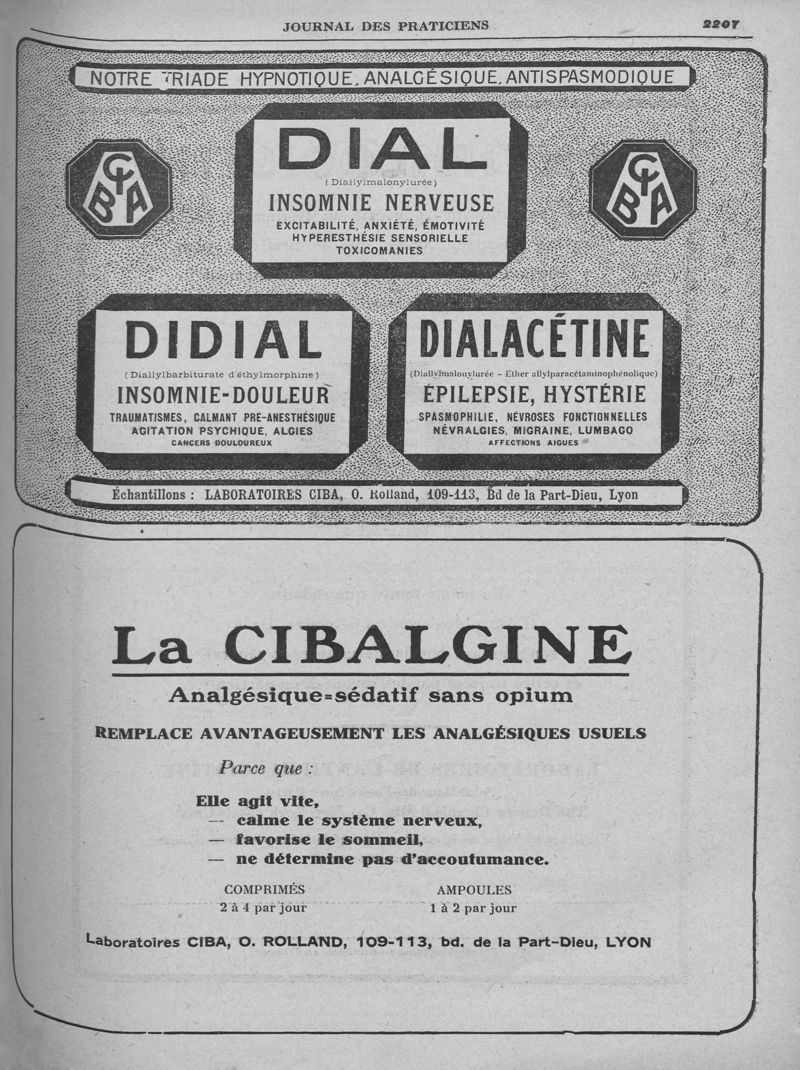 JOURNAL DES PRATICIENS 2207
NOTRE TRIADE HYPNOTIQUE, ANALGÉSIQUE, ANTISPASMODIQUE
CIBA
DIAL
(Diallylmalonylurée)
INSOMNIE NERVEUSE
EXCITABILITÉ, ANXIÉTÉ, ÉMOTIVITÉ
HYPERESTHÉSIE SENSORIELLE
TOXICOMANIES
CIBA
DIDIAL
(Diallylbarbiturate d'éthylmorphine)
INSOMNIE-DOULEUR
TRAUMATISMES, CALMANT PRÉ-ANESTHÉSIQUE
AGITATION PSYCHIQUE, ALGIES
CANCERS DOULOUREUX
DIALACÉTINE
(Diallylmalonylurée - Ether allylparacétaminophénolique)
ÉPILEPSIE, HYSTÉRIE
SPASMOPHILIE, NÉVROSES FONCTIONNELLES
NÉVRALGIES, MIGRAINE, LUMBAGO
AFFECTIONS AIGUES
Échantillons : LABORATOIRES CIBA, O. Rolland, 109-113, Bd de la Part-Dieu, Lyon
La CIBALGINE
Analgésique=sédatif sans opium
REMPLACE AVANTAGEUSEMENT LES ANALGÉSIQUES USUELS
Parce que :
Elle agit vite,
— calme le système nerveux,
— favorise le sommeil,
— ne détermine pas d'accoutumance.
COMPRIMÉS
2 à 4 par jour
AMPOULES
1 à 2 par jour
Laboratoires CIBA, O. ROLLAND, 109-113, bd. de la Part-Dieu, LYON